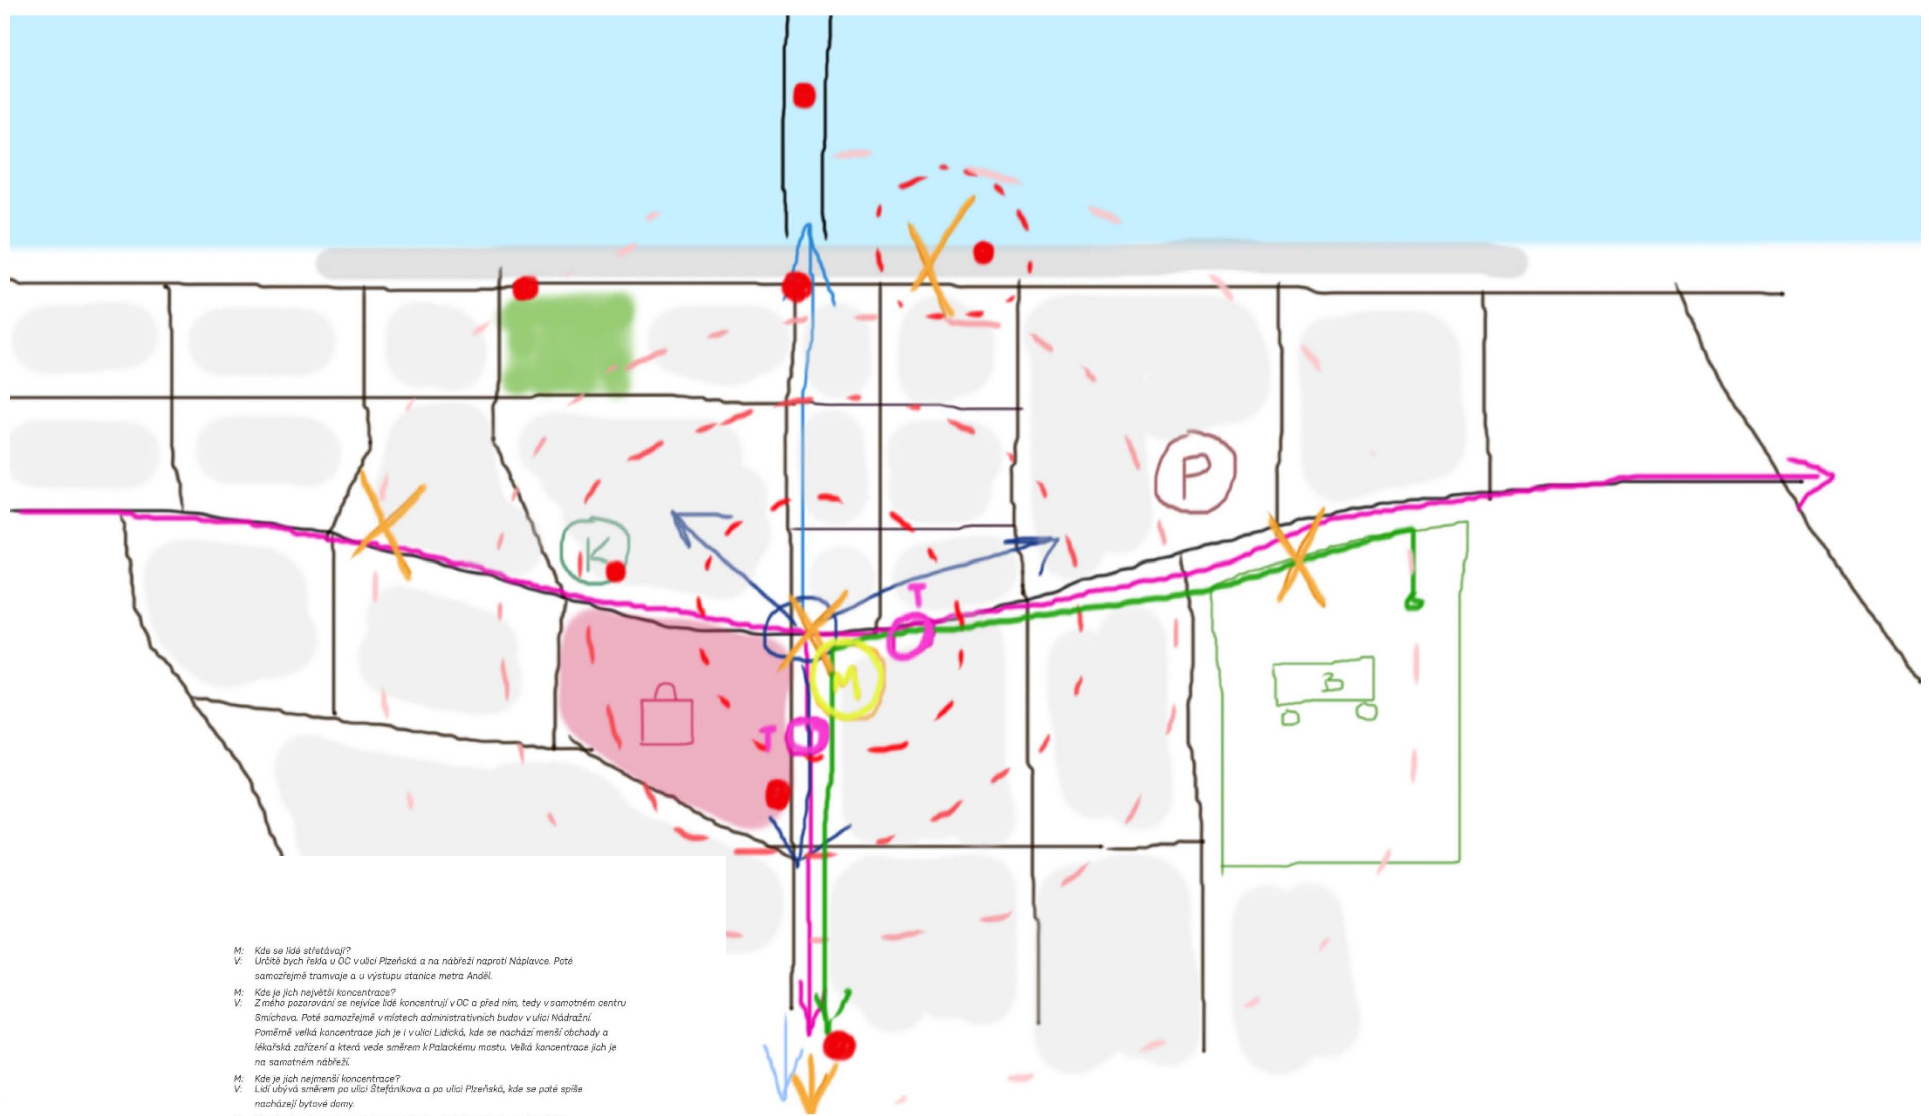 K
P
T
M
T
B
M: Kde se lidé střetávají?
V: Určitě bych řekla u OC v ulici Plzeňská a na nábřeží naproti Náplavce. Poté
samozřejmě tramvaje a u výstupu stanice metra Anděl.
M: Kde je jich největší koncentrace?
V: Z mého pozorování se nejvíce lidé koncentrují v OC a před ním, tedy v samotném centru
Smíchova. Poté samozřejmě v místech administrativních budov v ulici Nádražní.
Poměrně velká koncentrace jich je i v ulici Lidická, kde se nachází menší obchody a
lékařská zařízení a která vede směrem k Palackému mostu. Velká koncentrace jich je
na samotném nábřeží.
M: Kde je jich nejmenší koncentrace?
V: Lidí ubývá směrem po ulici Štefánikova a po ulici Plzeňská, kde se poté spíše
nacházejí bytové domy.